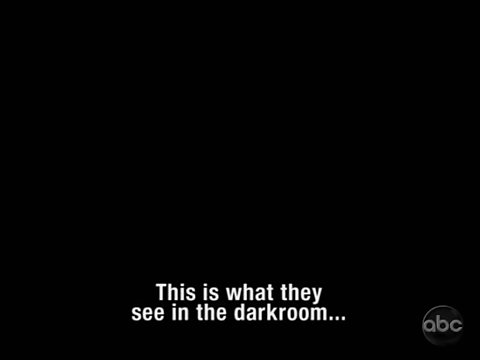 This is what they
see in the darkroom...
abc